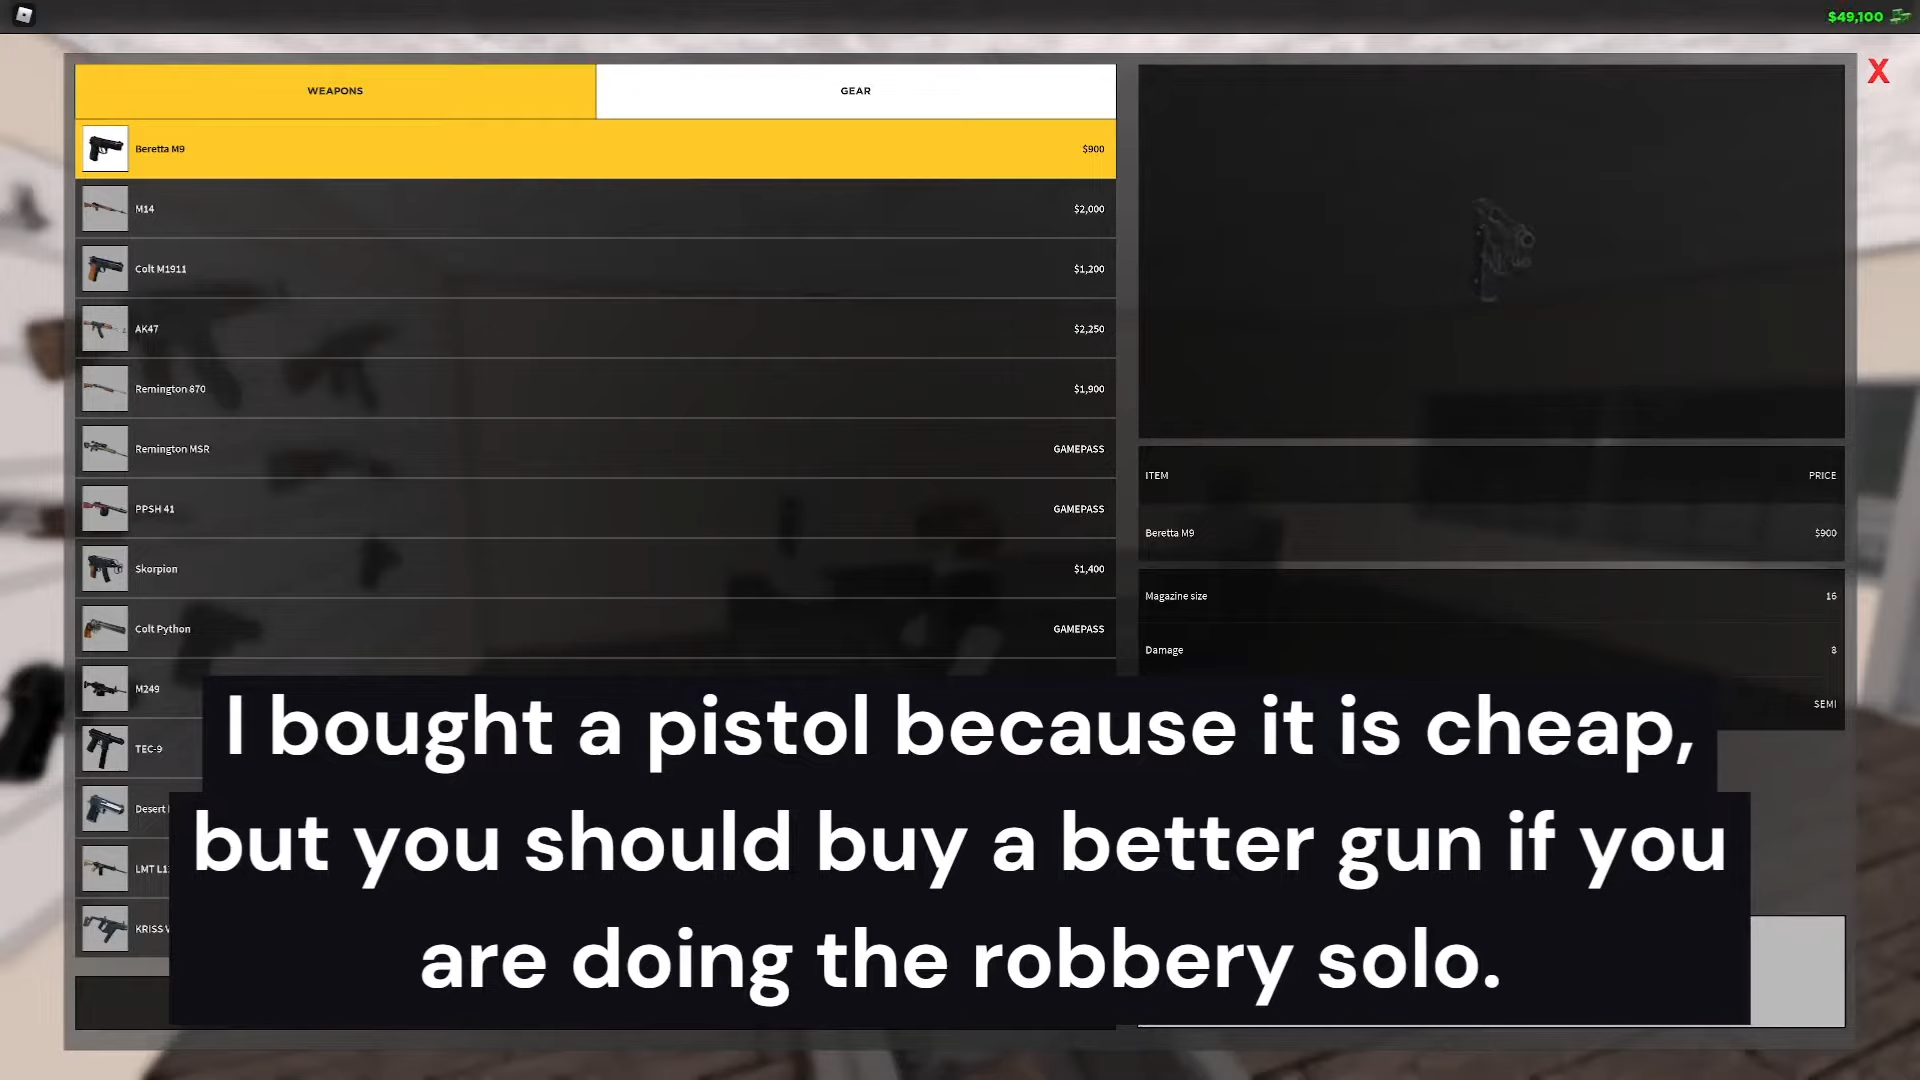 $49,100
X
WEAPONS
GEAR
Beretta M9 $900
M14 $2,000
Colt M1911 $1,200
AK47 $2,250
Remington 870 $1,900
Remington MSR GAMEPASS
PPSH 41 GAMEPASS
Skorpion $1,400
Colt Python GAMEPASS
M249
TEC-9
Desert
LMT
KRISS
ITEM PRICE
Beretta M9 $900
Magazine size 16
Damage 8
SEMI
I bought a pistol because it is cheap,
but you should buy a better gun if you
are doing the robbery solo.